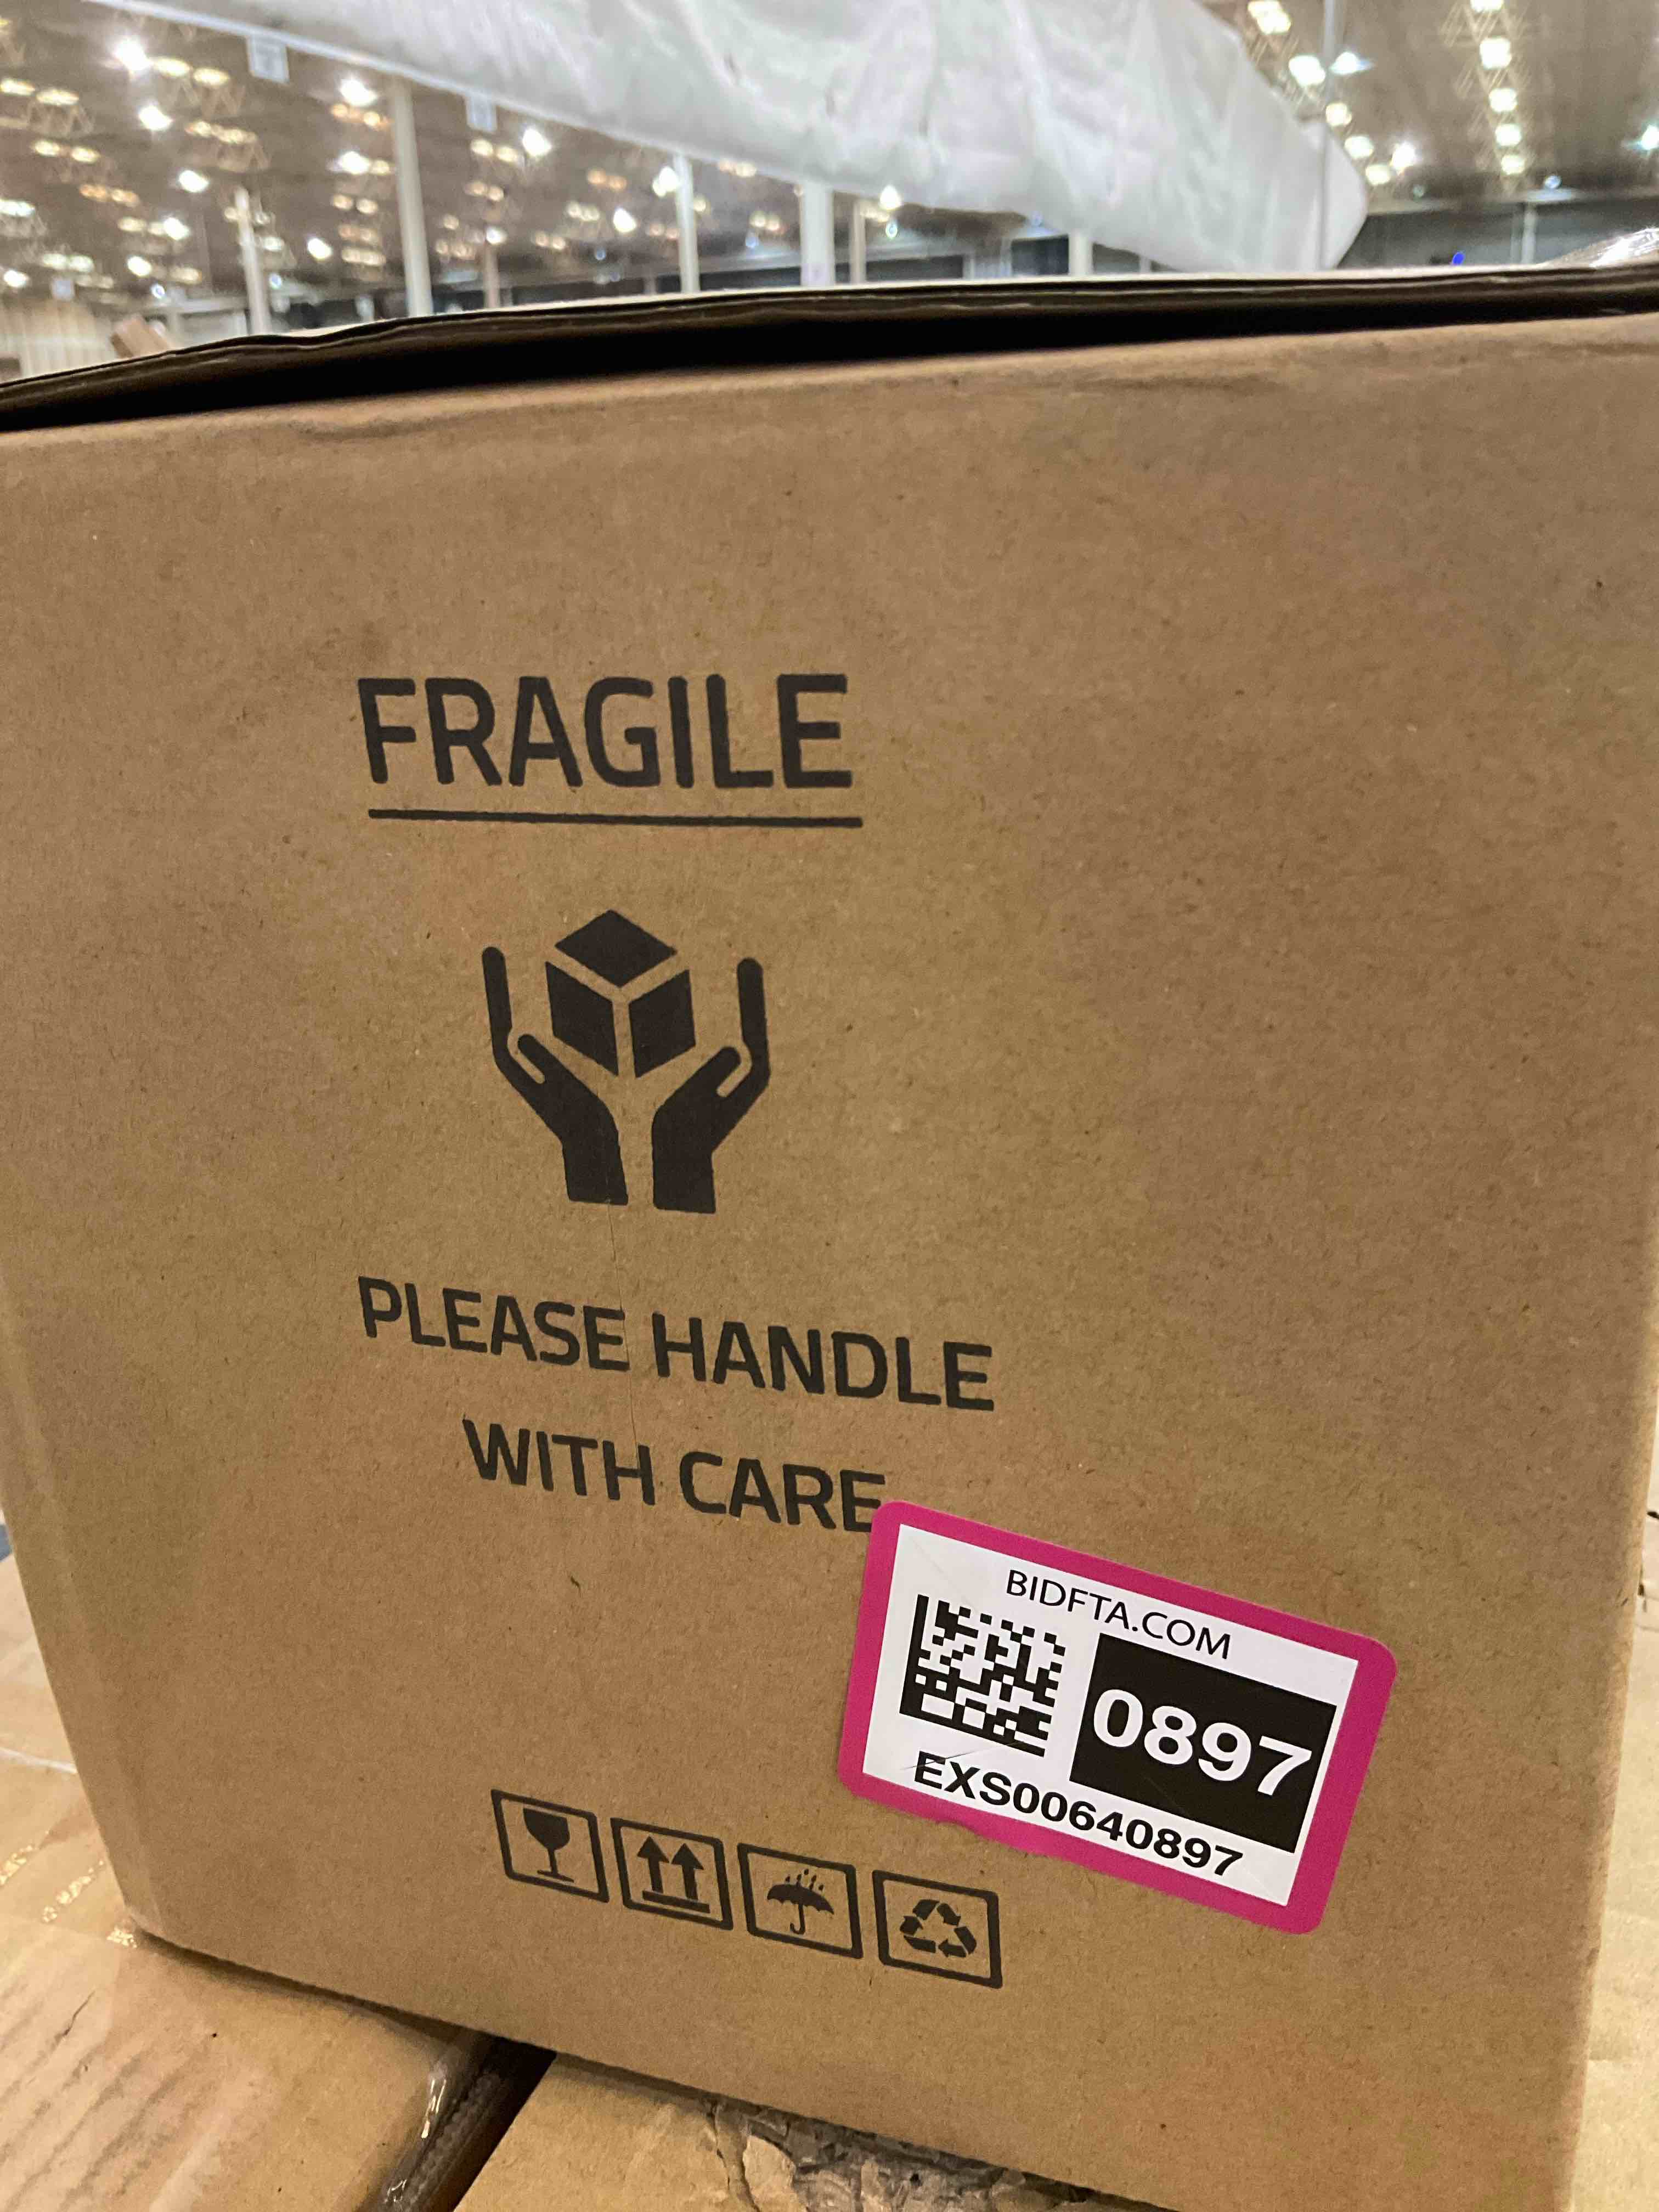 FRAGILE
PLEASE HANDLE
WITH CARE
BIDFTA.COM
0897
EXS00640897